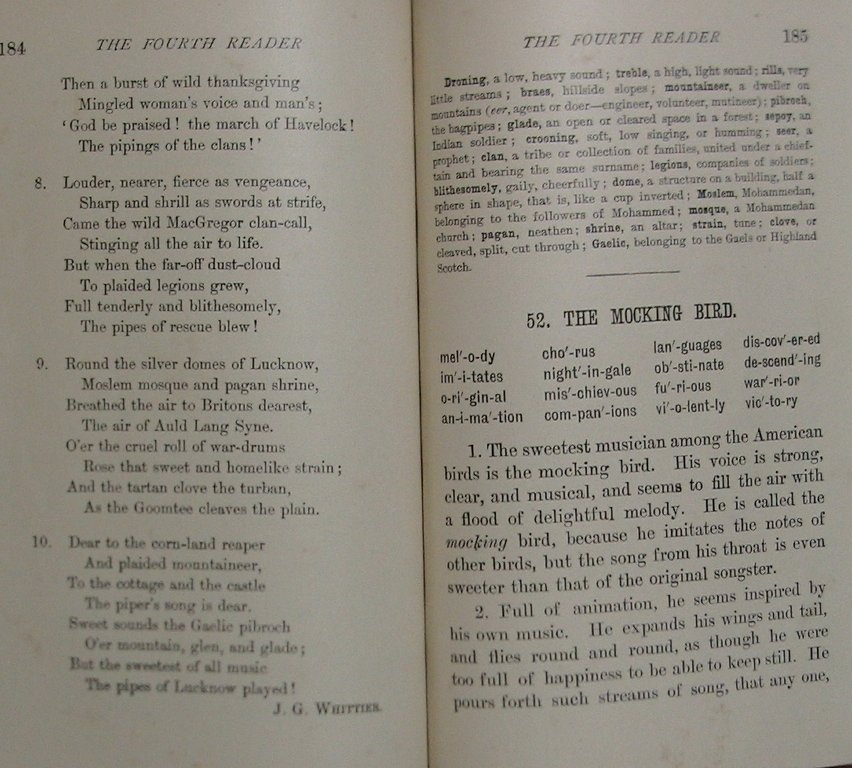 184 THE FOURTH READER
Then a burst of wild thanksgiving
Mingled woman's voice and man's;
'God be praised! the march of Havelock!
The pipings of the clans!'
8. Louder, nearer, fierce as vengeance,
Sharp and shrill as swords at strife,
Came the wild MacGregor clan-call,
Stinging all the air to life.
But when the far-off dust-cloud
To plaided legions grew,
Full tenderly and blithesomely,
The pipes of rescue blew!
9. Round the silver domes of Lucknow,
Moslem mosque and pagan shrine,
Breathed the air to Britons dearest,
The air of Auld Lang Syne.
O'er the cruel roll of war-drums
Rose that sweet and homelike strain;
And the tartan clove the turban,
As the Goomtee cleaves the plain.
10. Dear to the corn-land reaper
And plaided mountaineer,
To the cottage and the castle
The piper's song is dear.
Sweet sounds the Gaelic pibroch
O'er mountain, glen, and glade;
But the sweetest of all music
The pipes of Lucknow played!
J. G. WHITTIER.
THE FOURTH READER 185
Droning, a low, heavy sound; treble, a high, light sound; rills, very
little streams; braes, hillside slopes; mountaineer, a dweller on
mountains (eer, agent or doer—engineer, volunteer, mutineer); pibroch,
the bagpipes; glade, an open or cleared space in a forest; sepoy, an
Indian soldier; crooning, soft, low singing, or humming; seer, a
prophet; clan, a tribe or collection of families, united under a chief-
tain and bearing the same surname; legions, companies of soldiers;
blithesomely, gaily, cheerfully; dome, a structure on a building, half a
sphere in shape, that is, like a cup inverted; Moslem, Mohammedan,
belonging to the followers of Mohammed; mosque, a Mohammedan
church; pagan, neathen; shrine, an altar; strain, tune; clove, or
cleaved, split, cut through; Gaelic, belonging to the Gaels or Highland
Scotch.
52. THE MOCKING BIRD.
mel′-o-dy cho′-rus lan′-guages dis-cov′-er-ed
im′-i-tates night′-in-gale ob′-sti-nate de-scend′-ing
o-ri′-gin-al mis′-chiev-ous fu′-ri-ous war′-ri-or
an-i-ma′-tion com-pan′-ions vi′-o-lent-ly vic′-to-ry
1. The sweetest musician among the American
birds is the mocking bird. His voice is strong,
clear, and musical, and seems to fill the air with
a flood of delightful melody. He is called the
mocking bird, because he imitates the notes of
other birds, but the song from his throat is even
sweeter than that of the original songster.
2. Full of animation, he seems inspired by
his own music. He expands his wings and tail,
and flies round and round, as though he were
too full of happiness to be able to keep still. He
pours forth such streams of song, that any one,